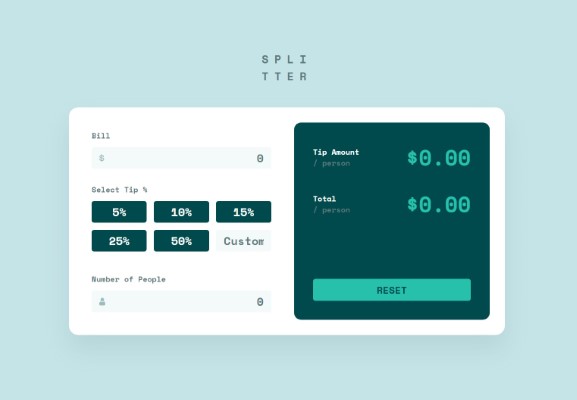 SPLI
TTER
Bill
$ 0
Select Tip %
5% 10% 15%
25% 50% Custom
Number of People
0
Tip Amount
/ person
$0.00
Total
/ person
$0.00
RESET